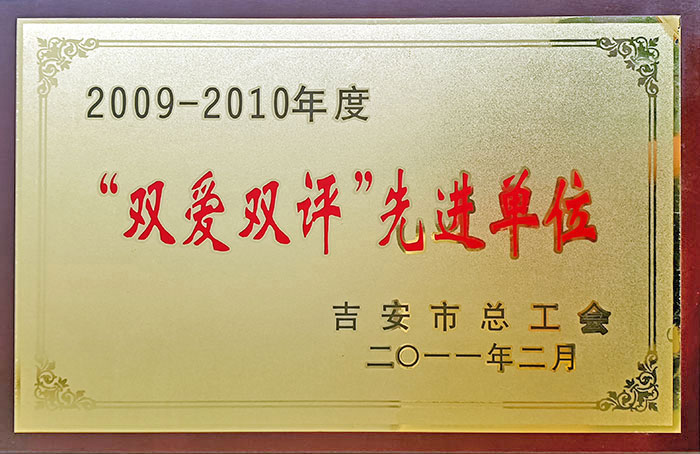 2009-2010年度
“双爱双评”先进单位
吉安市总工会
二〇一一年二月